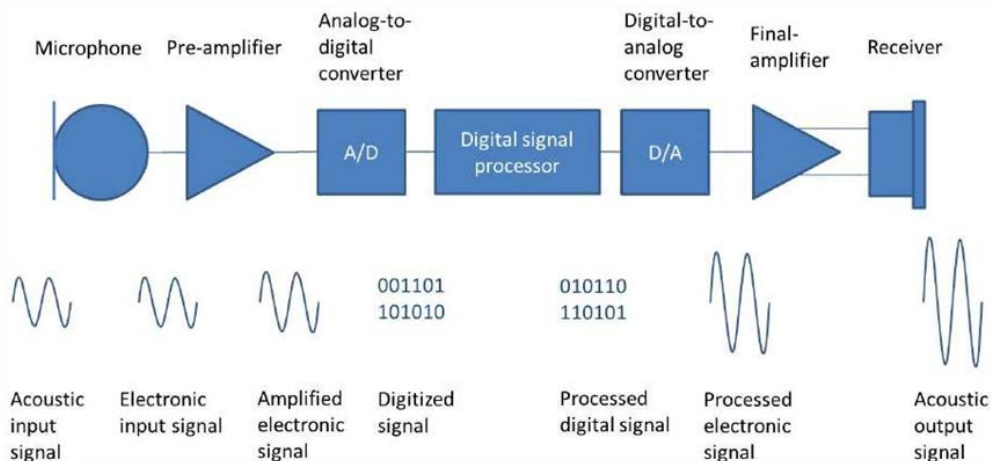 Microphone
Pre-amplifier
Analog-to-
digital
converter
Digital-to-
analog
converter
Final-
amplifier
Receiver
A/D
Digital signal
processor
D/A
001101
101010
010110
110101
Acoustic
input
signal
Electronic
input signal
Amplified
electronic
signal
Digitized
signal
Processed
digital signal
Processed
electronic
signal
Acoustic
output
signal